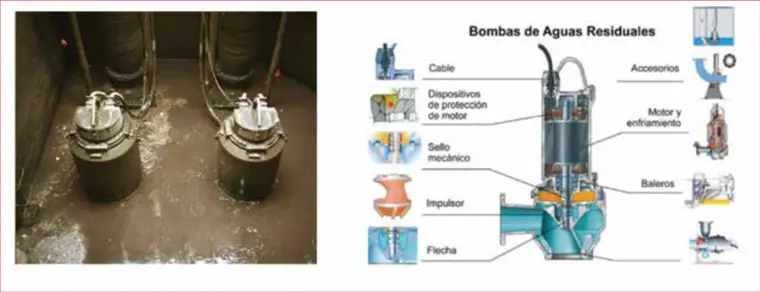 Bombas de Aguas Residuales
Cable
Dispositivos
de protección
de motor
Sello
mecánico
Impulsor
Flecha
Accesorios
Motor y
enfriamiento
Baleros